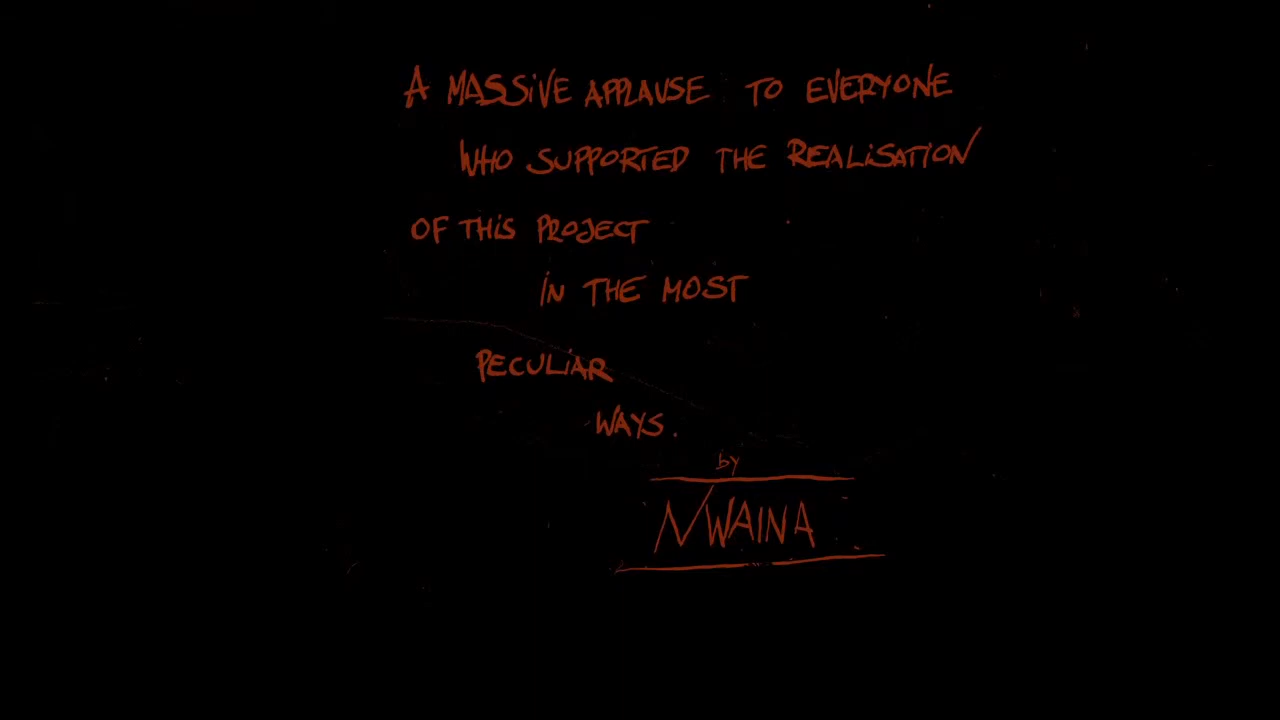 A MASSiVE APPLAUSE TO EVERYONE
WHO SUPPORTED THE REALiSATION
OF THiS PROJECT
iN THE MOST
PECULiAR
WAYS.
by
NWAINA